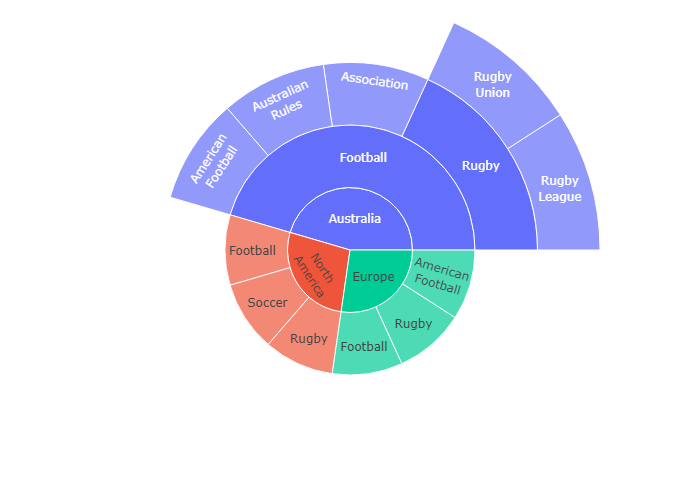 Rugby
Union
Association
Australian
Rules
American
Football
Football
Rugby
Rugby
League
Australia
Football
North
America
Europe
American
Football
Soccer
Rugby
Football
Rugby